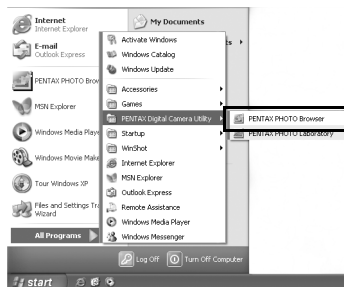 Internet
Internet Explorer
E-mail
Outlook Express
PENTAX PHOTO Brow
MSN Explorer
Windows Media Playe
Windows Movie Make
Tour Windows XP
Files and Settings Tra
Wizard
All Programs
My Documents
ts
Activate Windows
Windows Catalog
Windows Update
Accessories
Games
PENTAX Digital Camera Utility
Startup
WinShot
Internet Explorer
MSN Explorer
Outlook Express
Remote Assistance
Windows Media Player
Windows Messenger
PENTAX PHOTO Browser
PENTAX PHOTO Laboratory
Log Off
Turn Off Computer
start